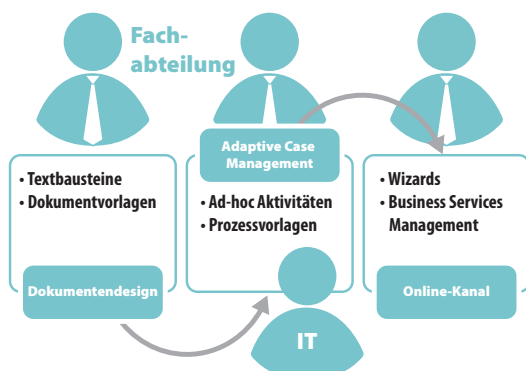 Fach-
abteilung
Adaptive Case
Management
• Textbausteine
• Dokumentvorlagen
• Ad-hoc Aktivitäten
• Prozessvorlagen
• Wizards
• Business Services
Management
Dokumentendesign
IT
Online-Kanal